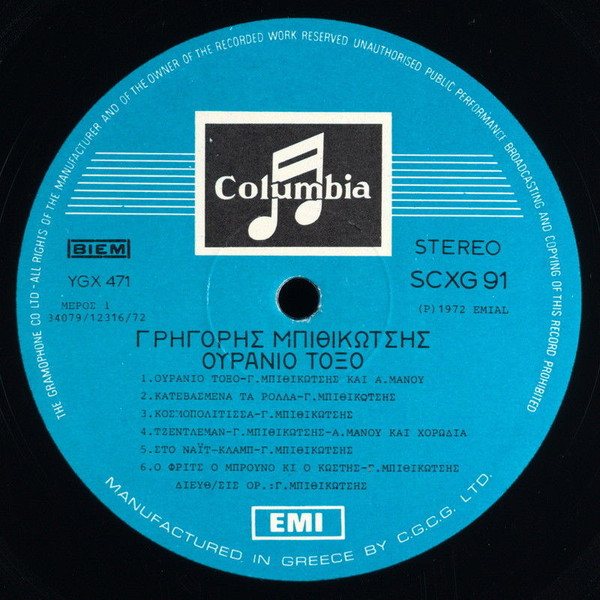 THE GRAMOPHONE CO LTD-ALL RIGHTS OF THE MANUFACTURER AND OF THE OWNER OF THE RECORDED WORK RESERVED UNAUTHORISED PUBLIC PERFORMANCE BROADCASTING AND COPYING OF THIS RECORD PROHIBITED
Columbia
BIEM
STEREO
YGX 471
SCXG 91
ΜΕΡΟΣ 1
34079/12316/72
(P) 1972 EMIAL
ΓΡΗΓΟΡΗΣ ΜΠΙΘΙΚΩΤΣΗΣ
ΟΥΡΑΝΙΟ ΤΟΞΟ
1.ΟΥΡΑΝΙΟ ΤΟΞΟ-Γ.ΜΠΙΘΙΚΩΤΣΗΣ ΚΑΙ Α.ΜΑΝΟΥ
2.ΚΑΤΕΒΑΣΜΕΝΑ ΤΑ ΡΟΛΛΑ-Γ.ΜΠΙΘΙΚΩΤΣΗΣ
3.ΚΟΣΜΟΠΟΛΙΤΙΣΣΑ-Γ.ΜΠΙΘΙΚΩΤΣΗΣ
4.ΤΖΕΝΤΛΕΜΑΝ-Γ.ΜΠΙΘΙΚΩΤΣΗΣ-Α.ΜΑΝΟΥ ΚΑΙ ΧΟΡΩΔΙΑ
5.ΣΤΟ ΝΑΪΤ-ΚΛΑΜΠ-Γ.ΜΠΙΘΙΚΩΤΣΗΣ
6.Ο ΦΡΙΤΣ Ο ΜΠΡΟΥΝΟ ΚΙ Ο ΚΩΣΤΗΣ-Γ.ΜΠΙΘΙΚΩΤΣΗΣ
ΔΙΕΥΘ/ΣΙΣ ΟΡ.:Γ.ΜΠΙΘΙΚΩΤΣΗΣ
EMI
MANUFACTURED IN GREECE BY C.G.C.G. LTD.